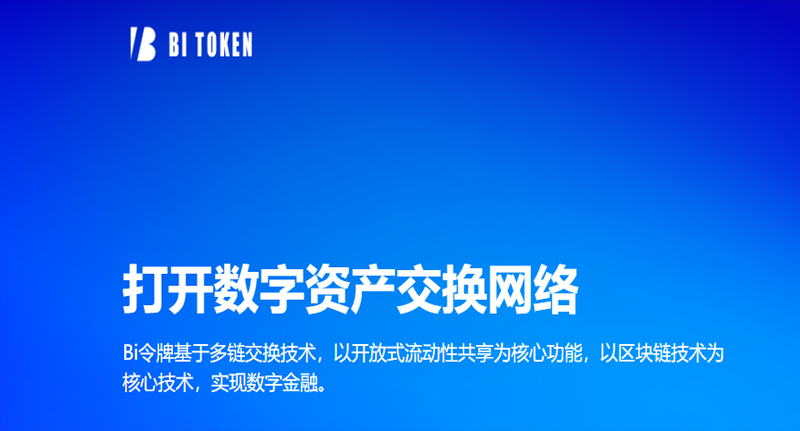 BI TOKEN
打开数字资产交换网络
Bi令牌基于多链交换技术，以开放式流动性共享为核心功能，以区块链技术为
核心技术，实现数字金融。